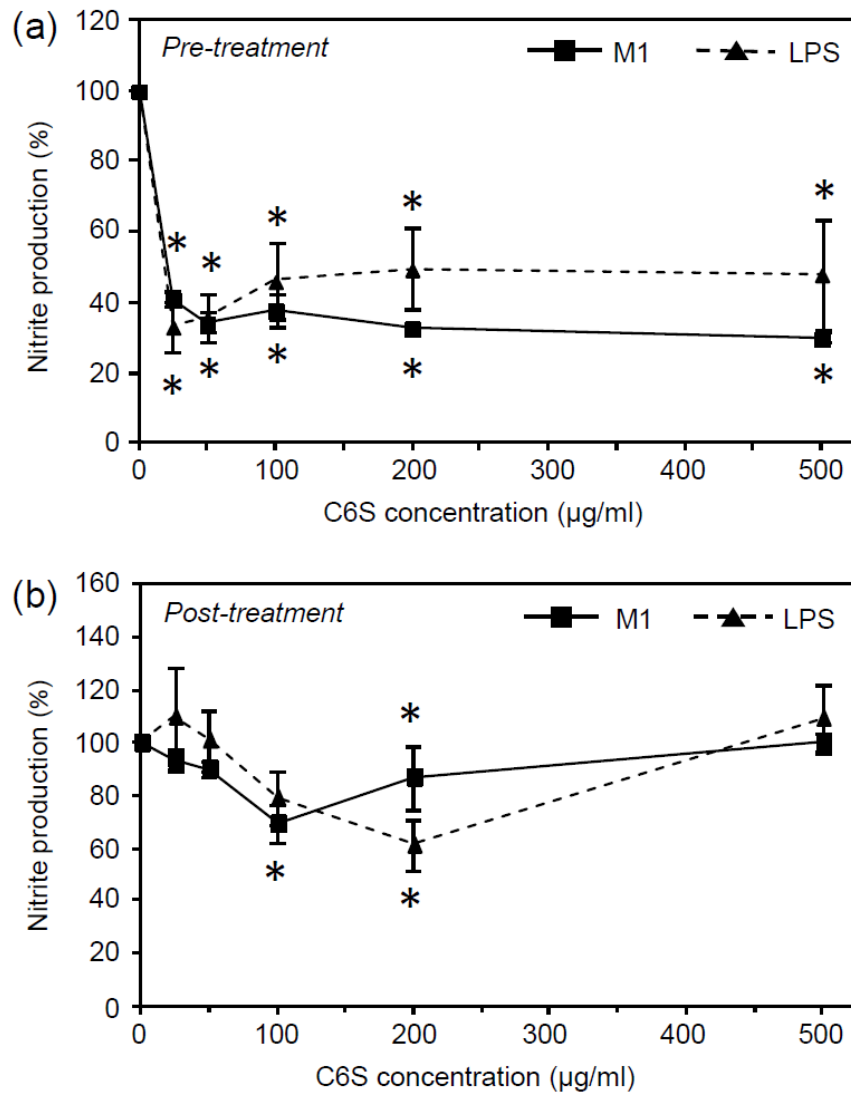 (a)
120
100
80
60
40
20
0
Nitrite production (%)
Pre-treatment
M1
LPS
*
*
*
*
*
*
*
*
*
*
0 100 200 300 400 500
C6S concentration (µg/ml)
(b)
160
140
120
100
80
60
40
20
0
Nitrite production (%)
Post-treatment
M1
LPS
*
*
*
0 100 200 300 400 500
C6S concentration (µg/ml)